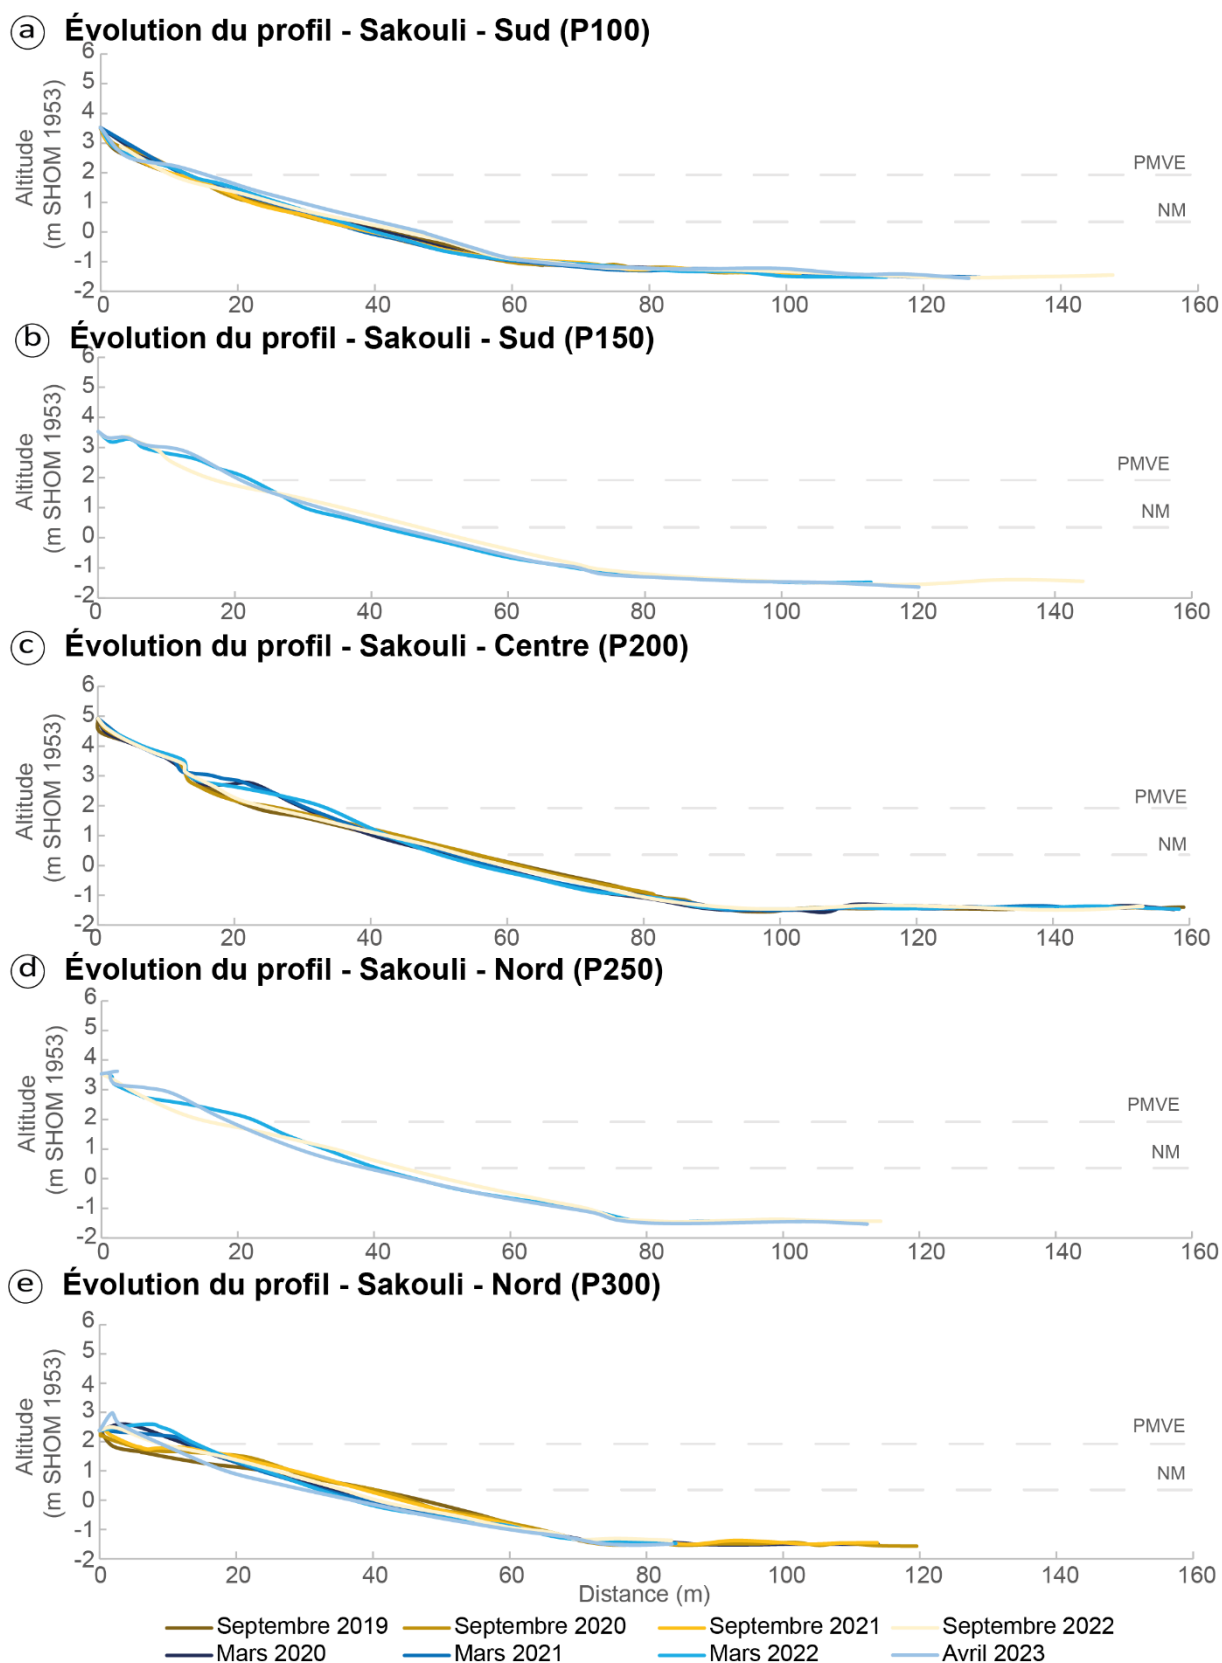 a Évolution du profil - Sakouli - Sud (P100)
6
5
4
3
2
1
0
-1
-2
Altitude
(m SHOM 1953)
PMVE
NM
0 20 40 60 80 100 120 140 160
b Évolution du profil - Sakouli - Sud (P150)
6
5
4
3
2
1
0
-1
-2
Altitude
(m SHOM 1953)
PMVE
NM
0 20 40 60 80 100 120 140 160
c Évolution du profil - Sakouli - Centre (P200)
6
5
4
3
2
1
0
-1
-2
Altitude
(m SHOM 1953)
PMVE
NM
0 20 40 60 80 100 120 140 160
d Évolution du profil - Sakouli - Nord (P250)
6
5
4
3
2
1
0
-1
-2
Altitude
(m SHOM 1953)
PMVE
NM
0 20 40 60 80 100 120 140 160
e Évolution du profil - Sakouli - Nord (P300)
6
5
4
3
2
1
0
-1
-2
Altitude
(m SHOM 1953)
PMVE
NM
0 20 40 60 80 100 120 140 160
Distance (m)
Septembre 2019 Septembre 2020 Septembre 2021 Septembre 2022
Mars 2020 Mars 2021 Mars 2022 Avril 2023